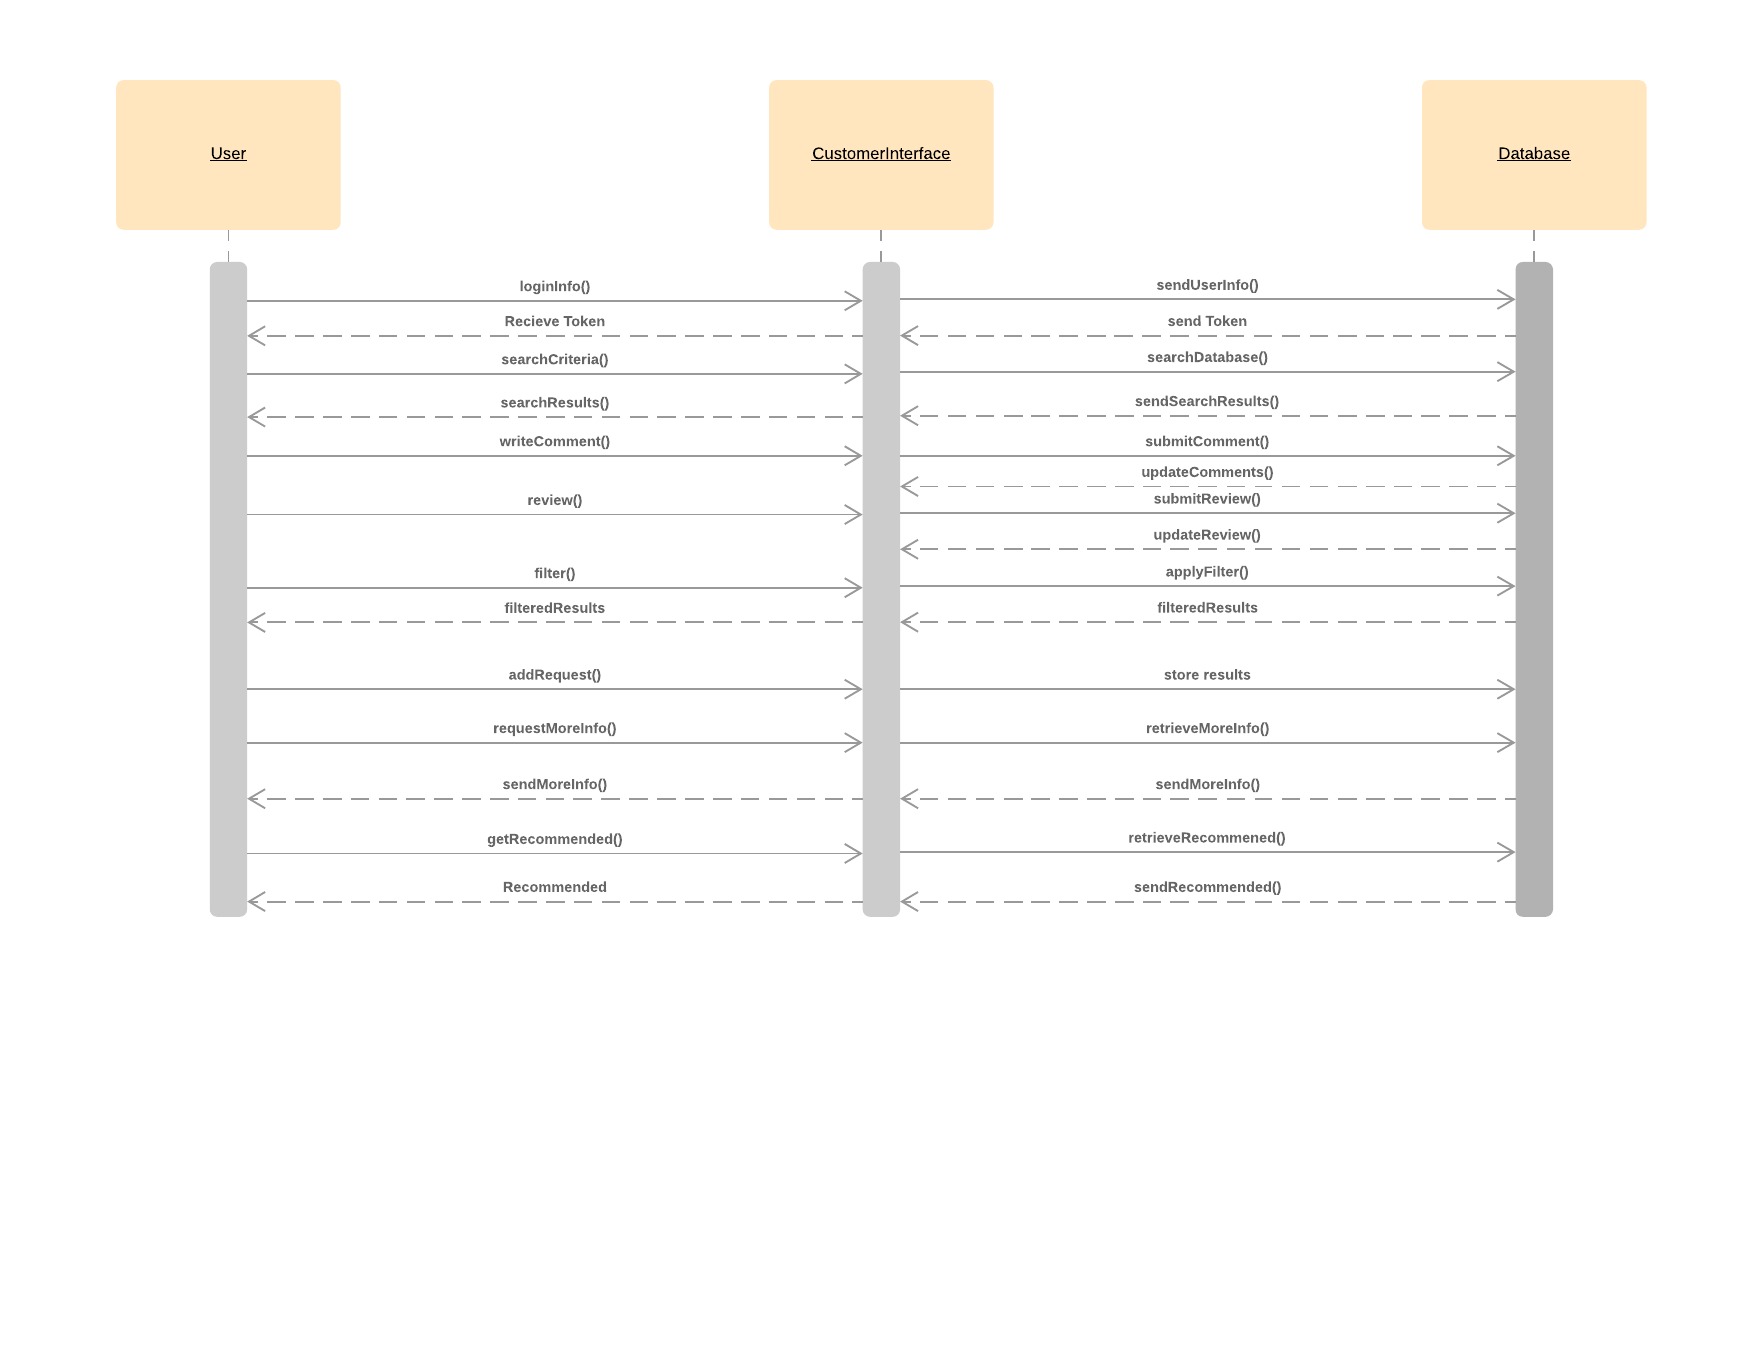 User
CustomerInterface
Database
loginInfo()
sendUserInfo()
Recieve Token
send Token
searchCriteria()
searchDatabase()
searchResults()
sendSearchResults()
writeComment()
submitComment()
updateComments()
review()
submitReview()
updateReview()
filter()
applyFilter()
filteredResults
filteredResults
addRequest()
store results
requestMoreInfo()
retrieveMoreInfo()
sendMoreInfo()
sendMoreInfo()
getRecommended()
retrieveRecommened()
Recommended
sendRecommended()